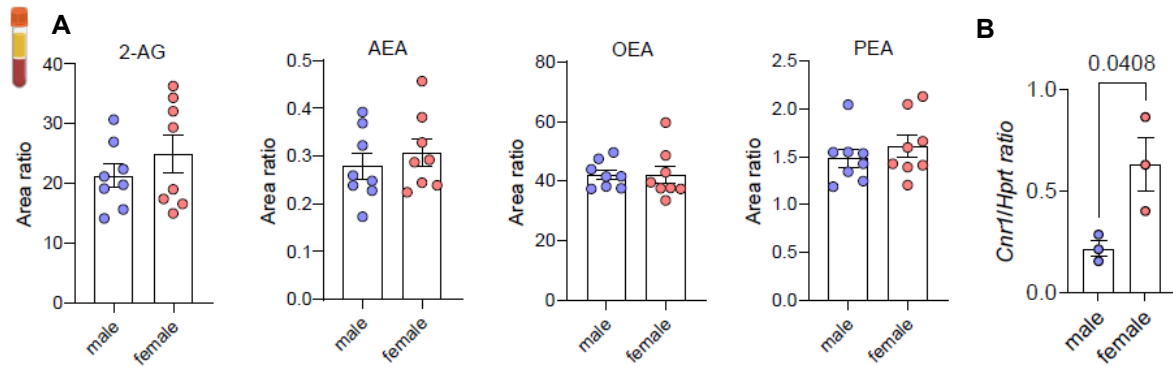 A
B
2-AG
Area ratio
40
30
20
10
0
male
female
AEA
Area ratio
0.5
0.4
0.3
0.2
0.1
0.0
male
female
OEA
Area ratio
80
60
40
20
0
male
female
PEA
Area ratio
2.5
2.0
1.5
1.0
0.5
0.0
male
female
0.0408
Cnr1/Hprt ratio
1.0
0.5
0.0
male
female